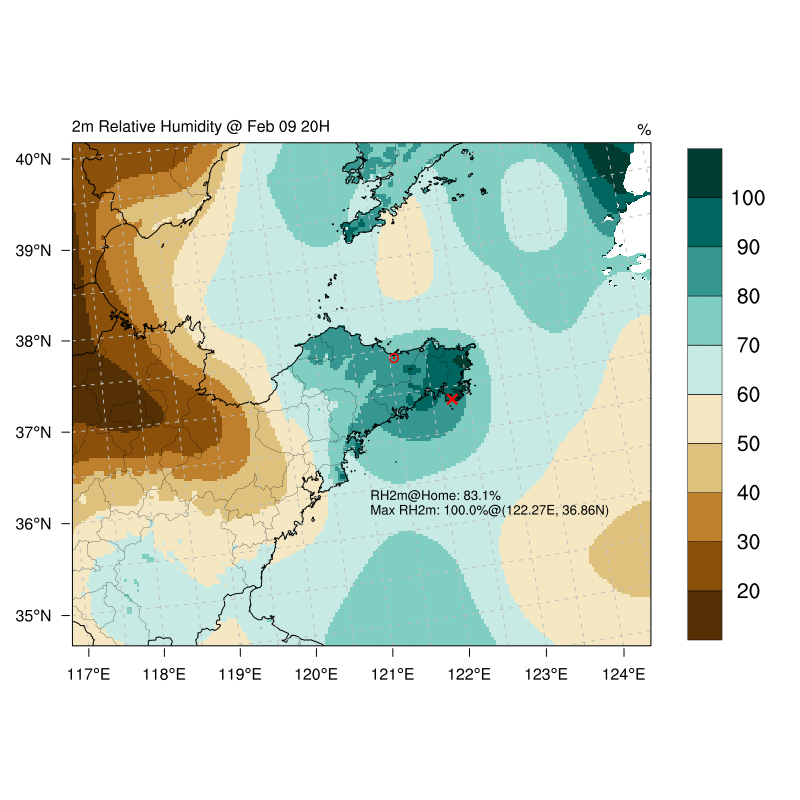 2m Relative Humidity @ Feb 09 20H
%
40°N
39°N
38°N
37°N
36°N
35°N
117°E
118°E
119°E
120°E
121°E
122°E
123°E
124°E
RH2m@Home: 83.1%
Max RH2m: 100.0%@(122.27E, 36.86N)
100
90
80
70
60
50
40
30
20